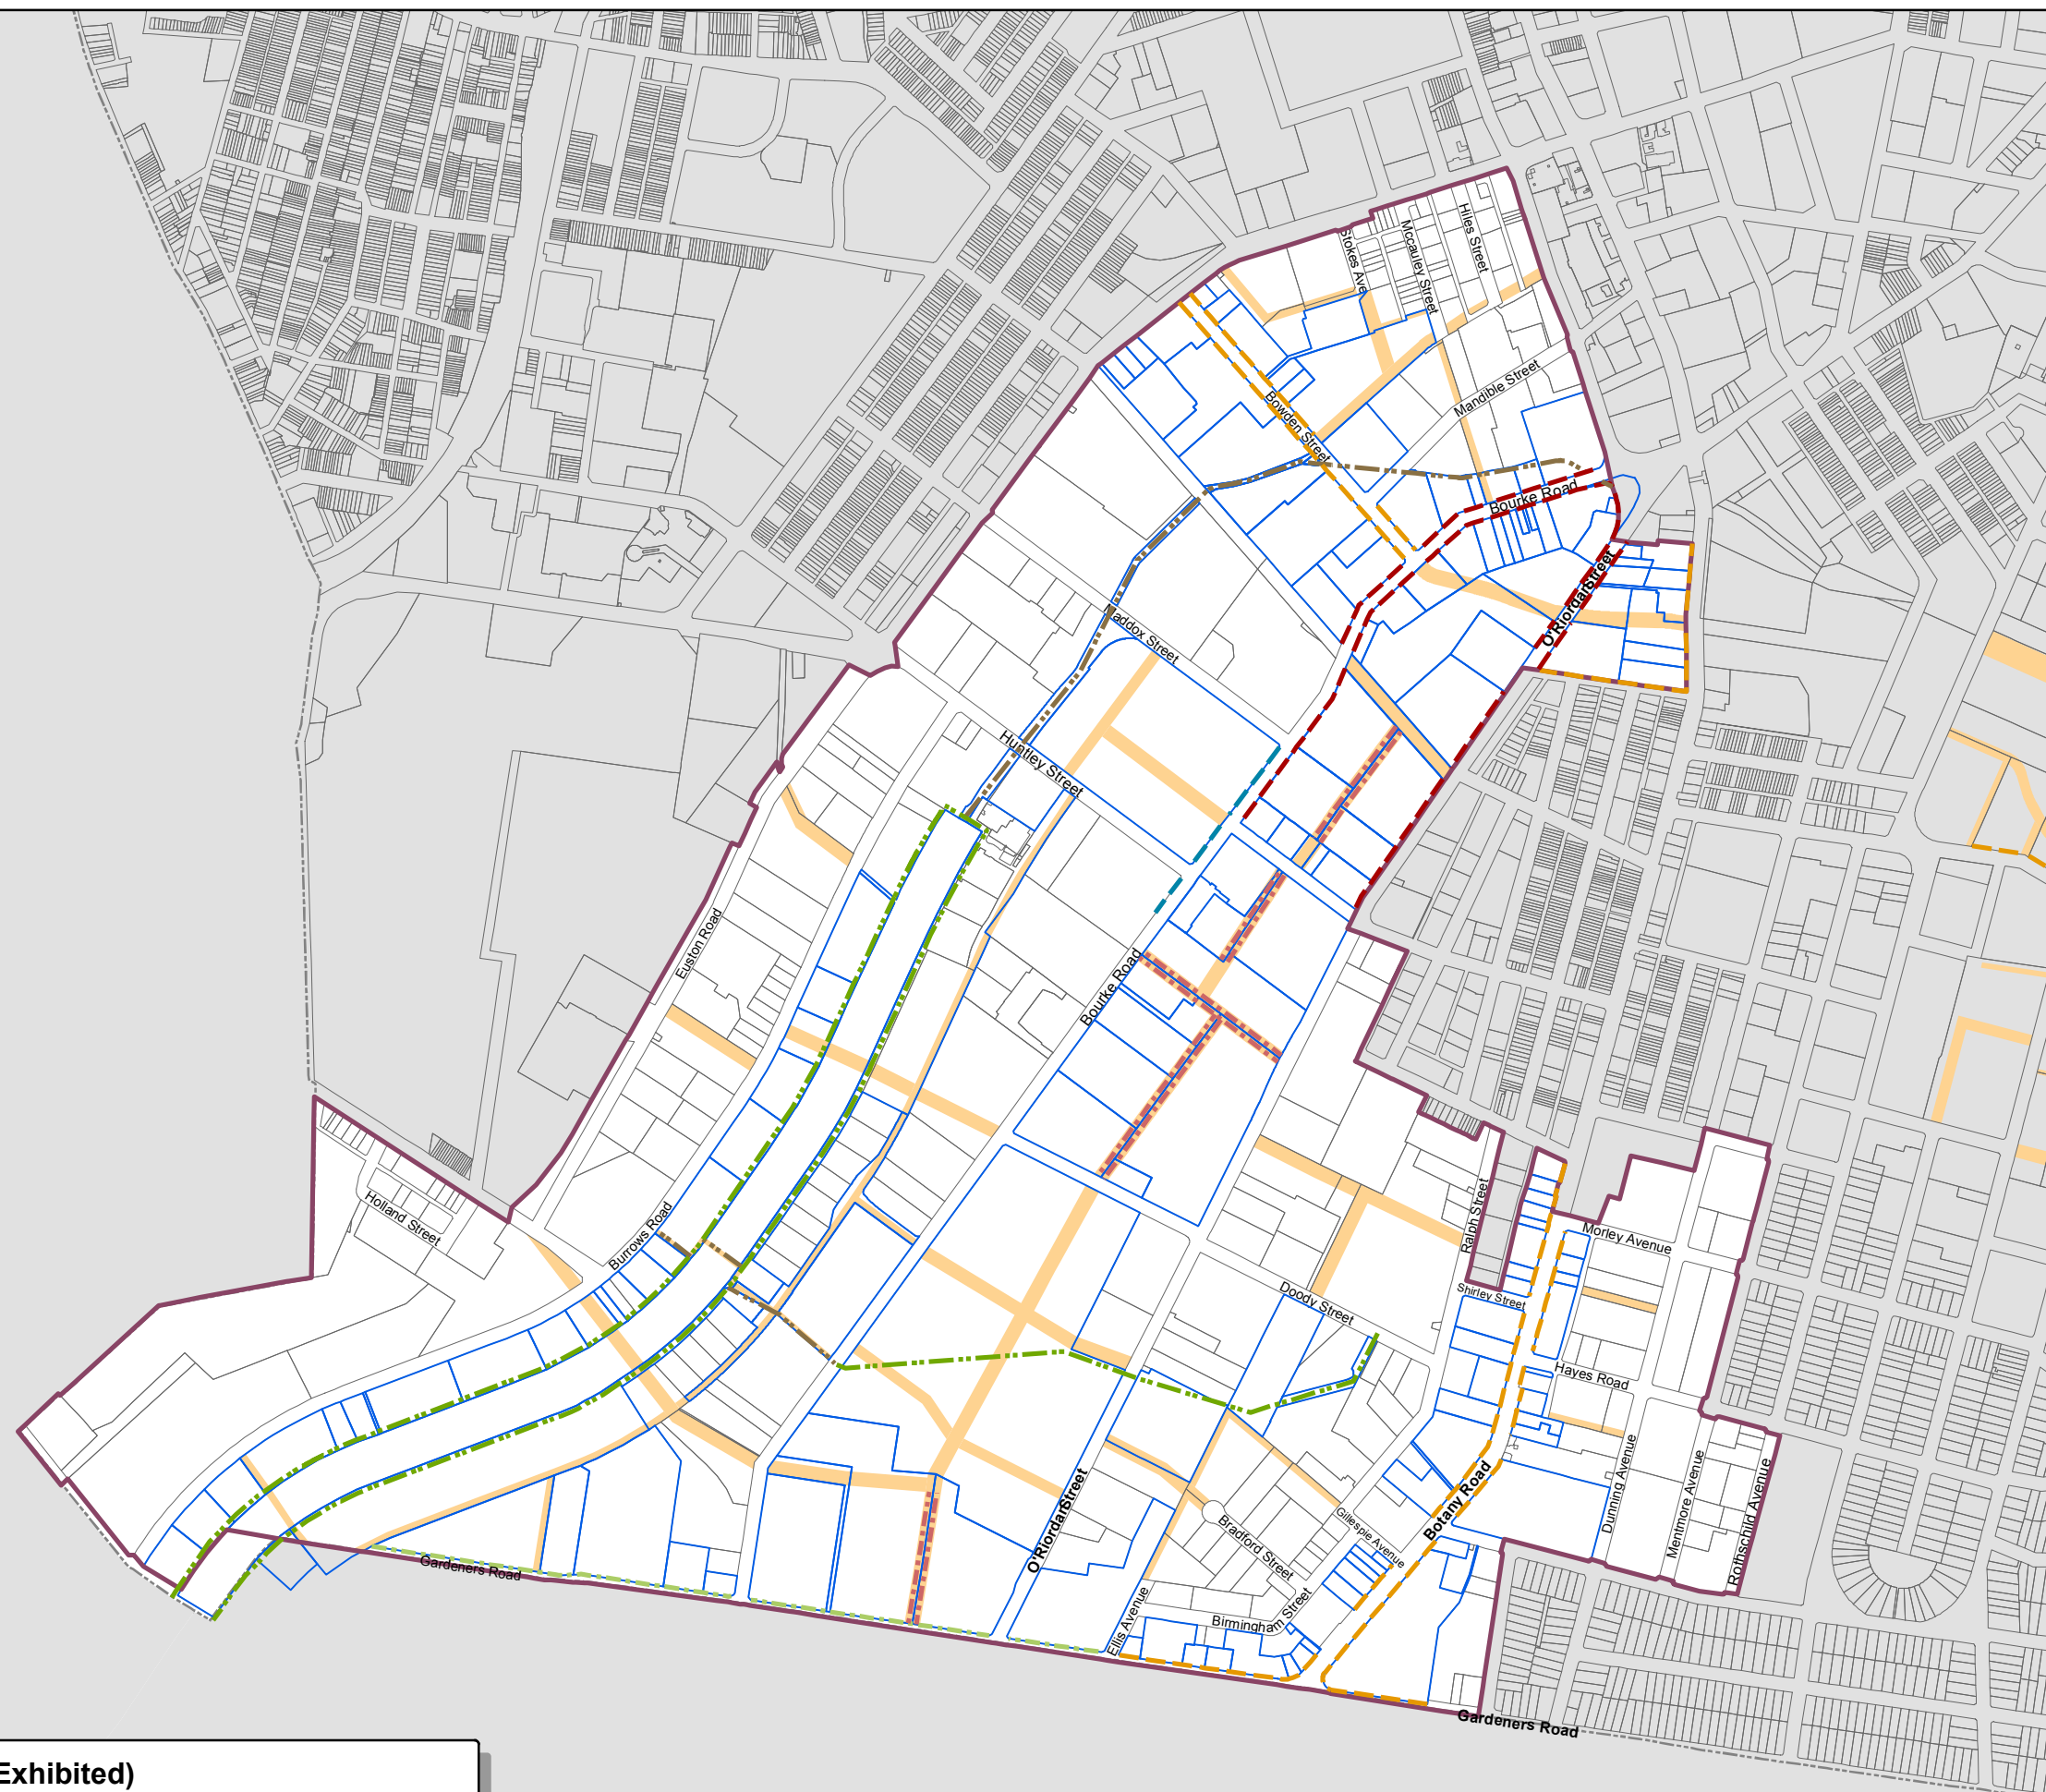 Stokes Ave
Mccauley Street
Hiles Street
Mandible Street
Bowden Street
Bourke Road
O'Riordan Street
addox Street
Huntley Street
Euston Road
Bourke Road
Holland Street
Burrows Road
Ralph Street
Morley Avenue
Shirley Street
Doody Street
Hayes Road
Dunning Avenue
Mentmore Avenue
Rothschild Avenue
Botany Road
Gillespie Avenue
Bradford Street
O'Riordan Street
Gardeners Road
Birmingham Street
Ellis Avenue
Gardeners Road
Exhibited)